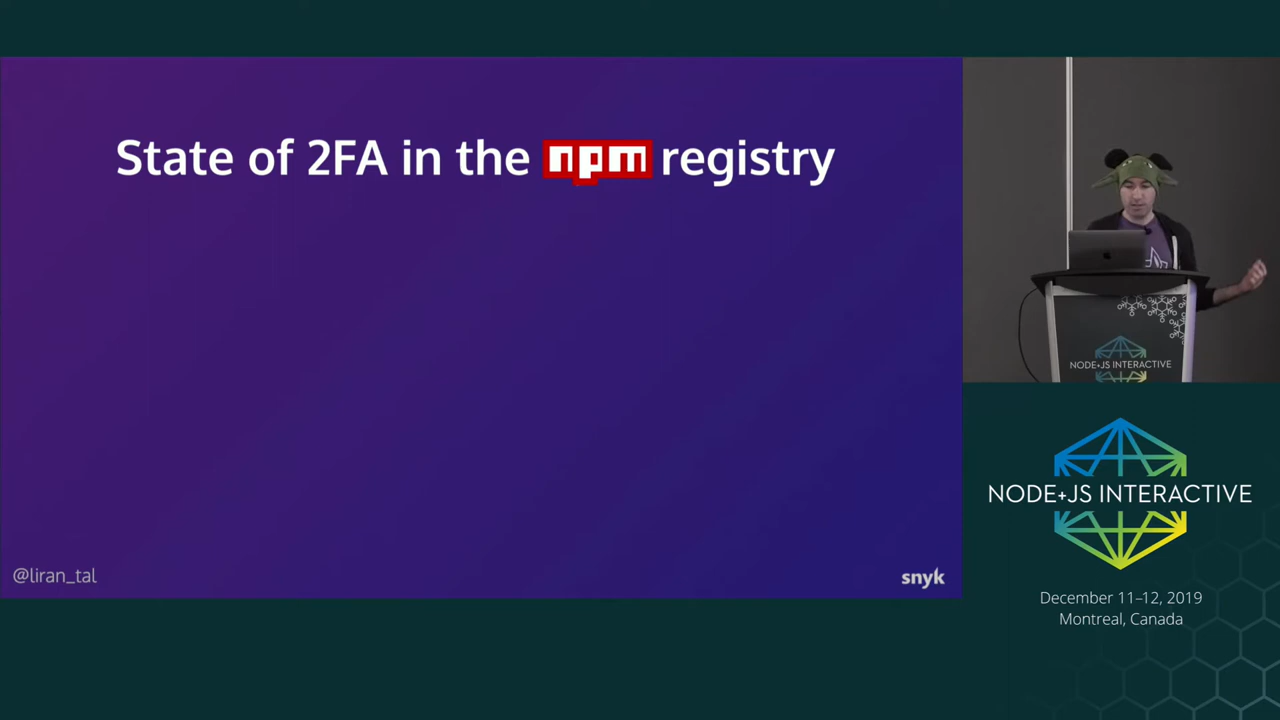 State of 2FA in the npm registry
@liran_tal
snyk
NODE+JS INTERACTIVE
NODE+JS INTERACTIVE
December 11–12, 2019
Montreal, Canada